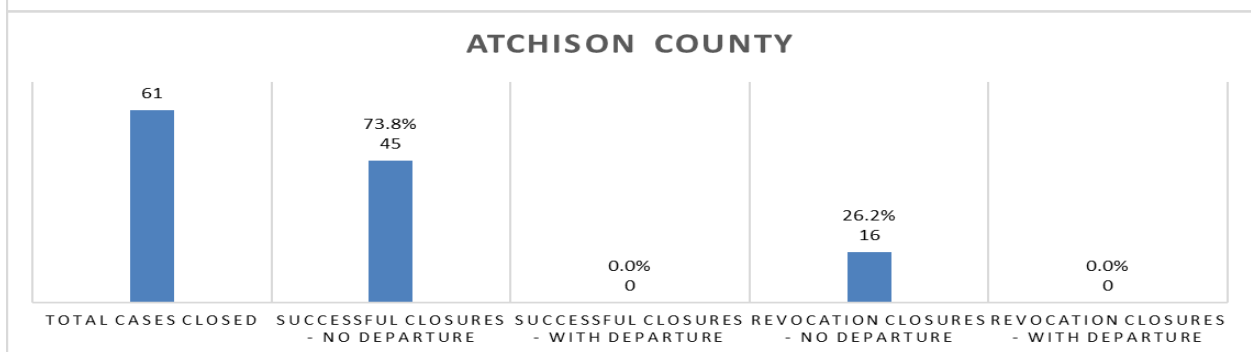 ATCHISON COUNTY
61
73.8%
45
0.0%
0
26.2%
16
0.0%
0
TOTAL CASES CLOSED
SUCCESSFUL CLOSURES
- NO DEPARTURE
SUCCESSFUL CLOSURES
- WITH DEPARTURE
REVOCATION CLOSURES
- NO DEPARTURE
REVOCATION CLOSURES
- WITH DEPARTURE